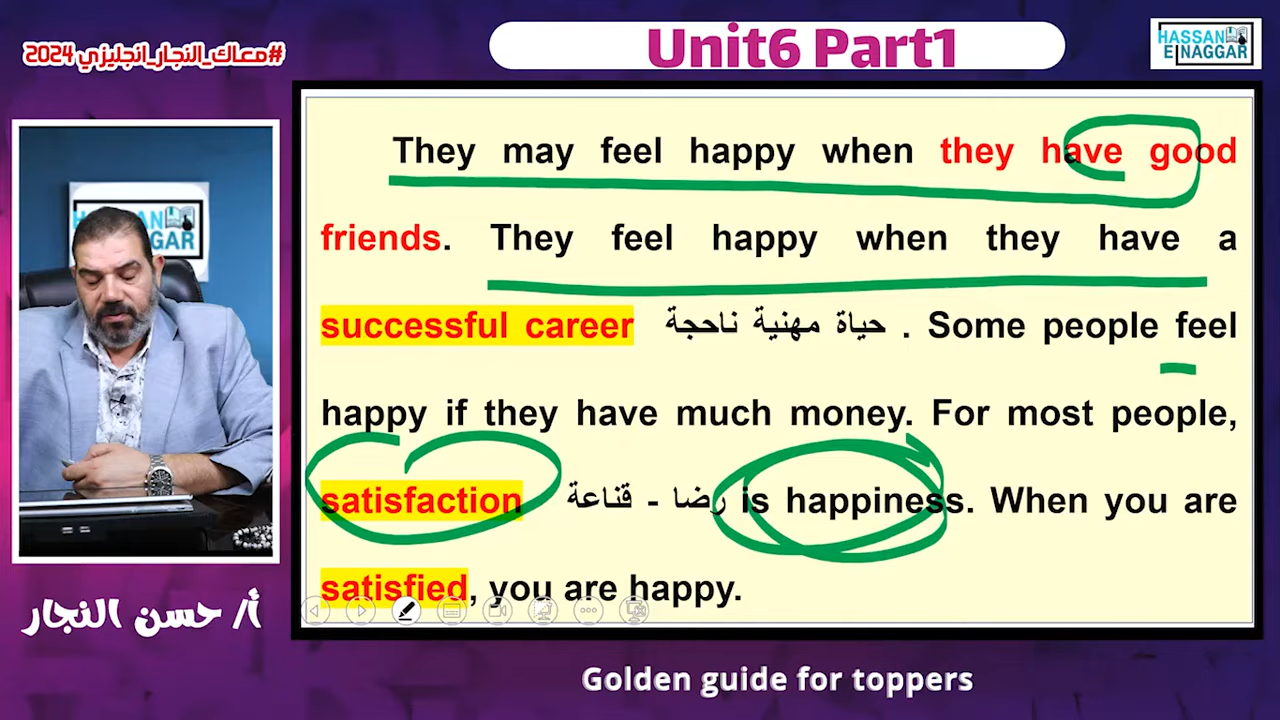 #معاك_النجار_انجليزي 2024
Unit6 Part1
HASSAN
ElNAGGAR
They may feel happy when they have good
friends. They feel happy when they have a
successful career حياة مهنية ناجحة . Some people feel
happy if they have much money. For most people,
satisfaction رضا - قناعة is happiness. When you are
satisfied, you are happy.
أ/ حسن النجار
Golden guide for toppers